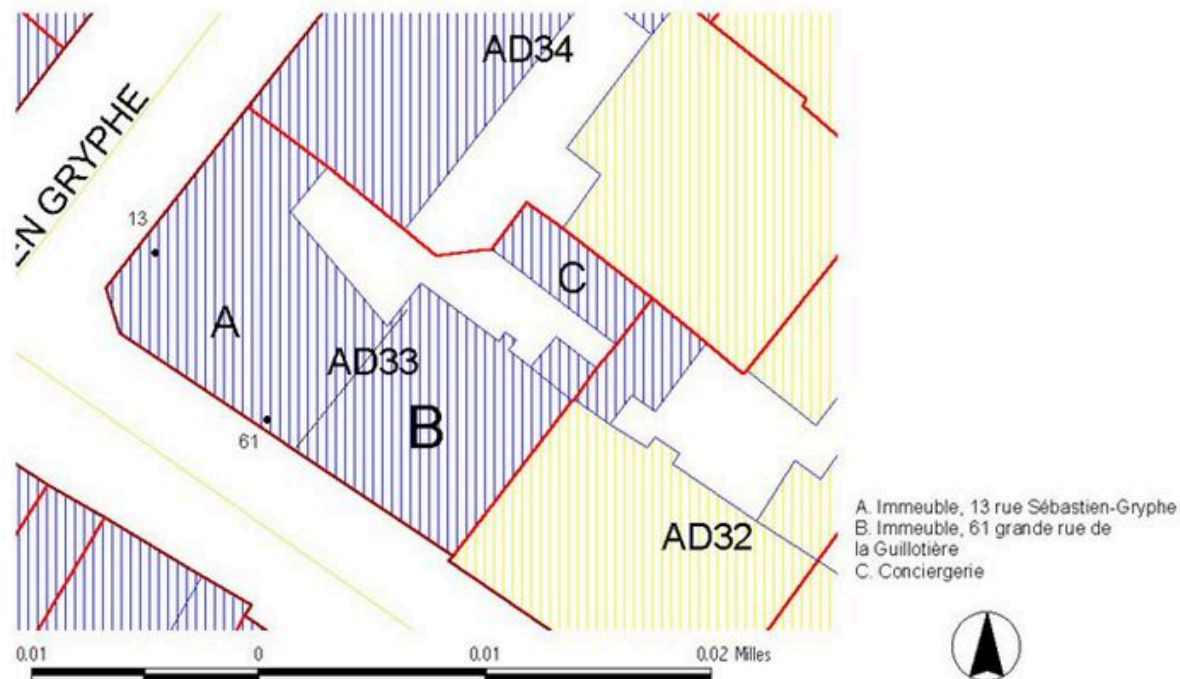 AD34
EN GRYPHE
13
C
A
AD33
B
61
AD32
A. Immeuble, 13 rue Sébastien-Gryphe
B. Immeuble, 61 grande rue de
la Guillotière
C. Conciergerie
0.01 0 0.01 0.02 Milles